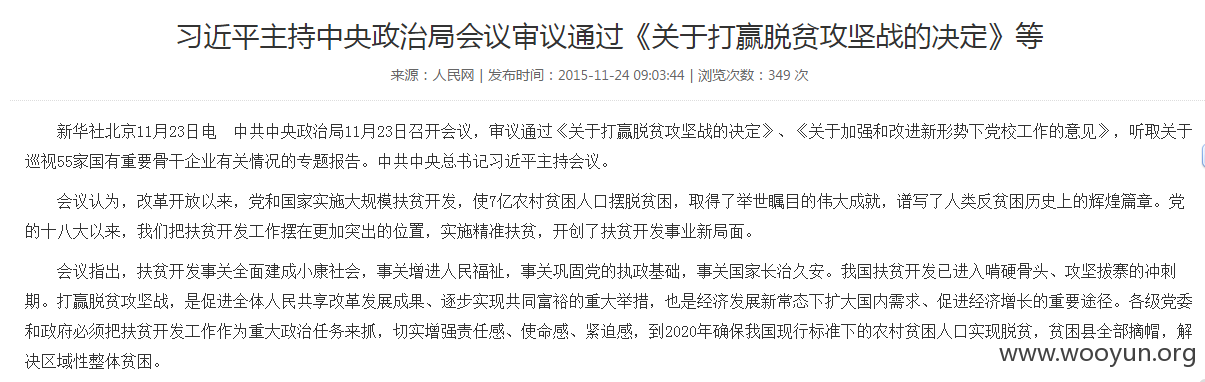 习近平主持中央政治局会议审议通过《关于打赢脱贫攻坚战的决定》等
来源：人民网 | 发布时间：2015-11-24 09:03:44 | 浏览次数：349 次
新华社北京11月23日电　中共中央政治局11月23日召开会议，审议通过《关于打赢脱贫攻坚战的决定》、《关于加强和改进新形势下党校工作的意见》，听取关于
巡视55家国有重要骨干企业有关情况的专题报告。中共中央总书记习近平主持会议。
会议认为，改革开放以来，党和国家实施大规模扶贫开发，使7亿农村贫困人口摆脱贫困，取得了举世瞩目的伟大成就，谱写了人类反贫困历史上的辉煌篇章。党
的十八大以来，我们把扶贫开发工作摆在更加突出的位置，实施精准扶贫，开创了扶贫开发事业新局面。
会议指出，扶贫开发事关全面建成小康社会，事关增进人民福祉，事关巩固党的执政基础，事关国家长治久安。我国扶贫开发已进入啃硬骨头、攻坚拔寨的冲刺
期。打赢脱贫攻坚战，是促进全体人民共享改革发展成果、逐步实现共同富裕的重大举措，也是经济发展新常态下扩大国内需求、促进经济增长的重要途径。各级党委
和政府必须把扶贫开发工作作为重大政治任务来抓，切实增强责任感、使命感、紧迫感，到2020年确保我国现行标准下的农村贫困人口实现脱贫，贫困县全部摘帽，解
决区域性整体贫困。
www.wooyun.org